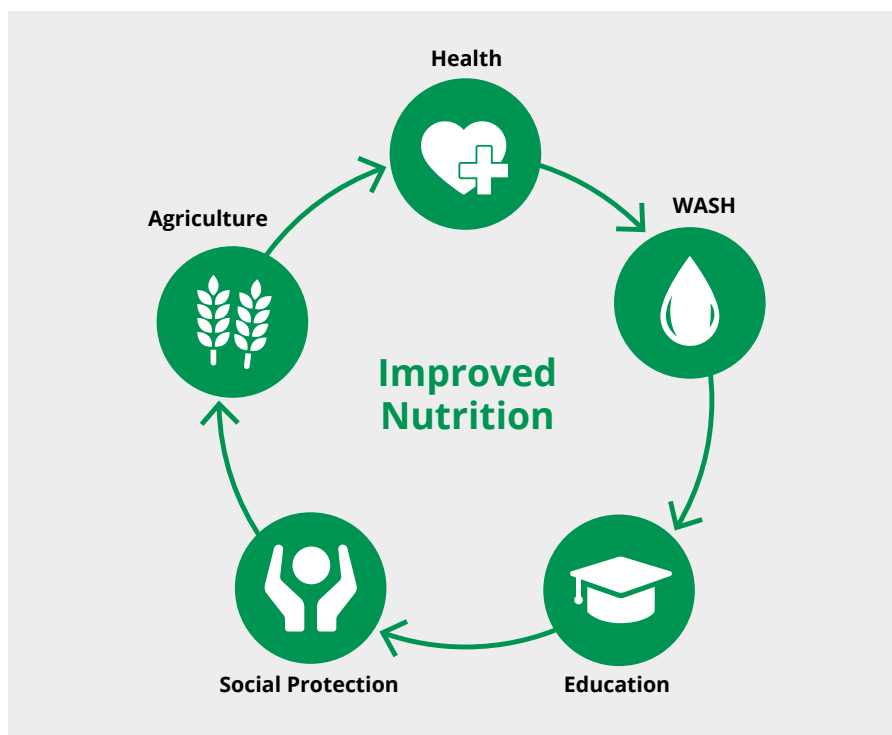 Health
WASH
Agriculture
Improved
Nutrition
Social Protection
Education